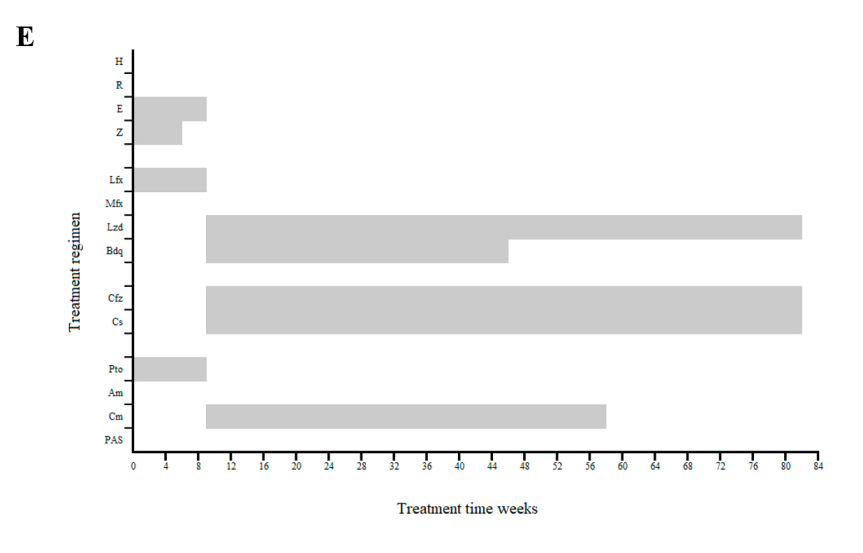 E
H
R
E
Z
Lfx
Mfx
Lzd
Bdq
Cfz
Cs
Pto
Am
Cm
PAS
Treatment regimen
0 4 8 12 16 20 24 28 32 36 40 44 48 52 56 60 64 68 72 76 80 84
Treatment time weeks